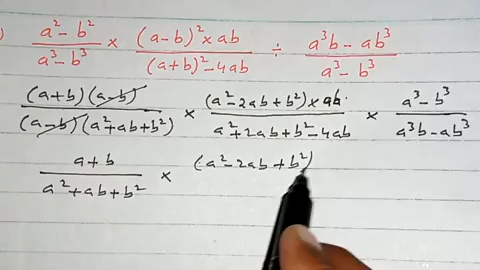 ) (a² - b²)/(a³ - b³) × ((a-b)² × ab)/((a+b)² - 4ab) ÷ (a³b - ab³)/(a³ - b³)
((a+b)(a-b))/((a-b)(a²+ab+b²)) × ((a²-2ab+b²)×ab)/(a²+2ab+b²-4ab) × (a³-b³)/(a³b-ab³)
(a+b)/(a²+ab+b²) × (a²-2ab+b²)